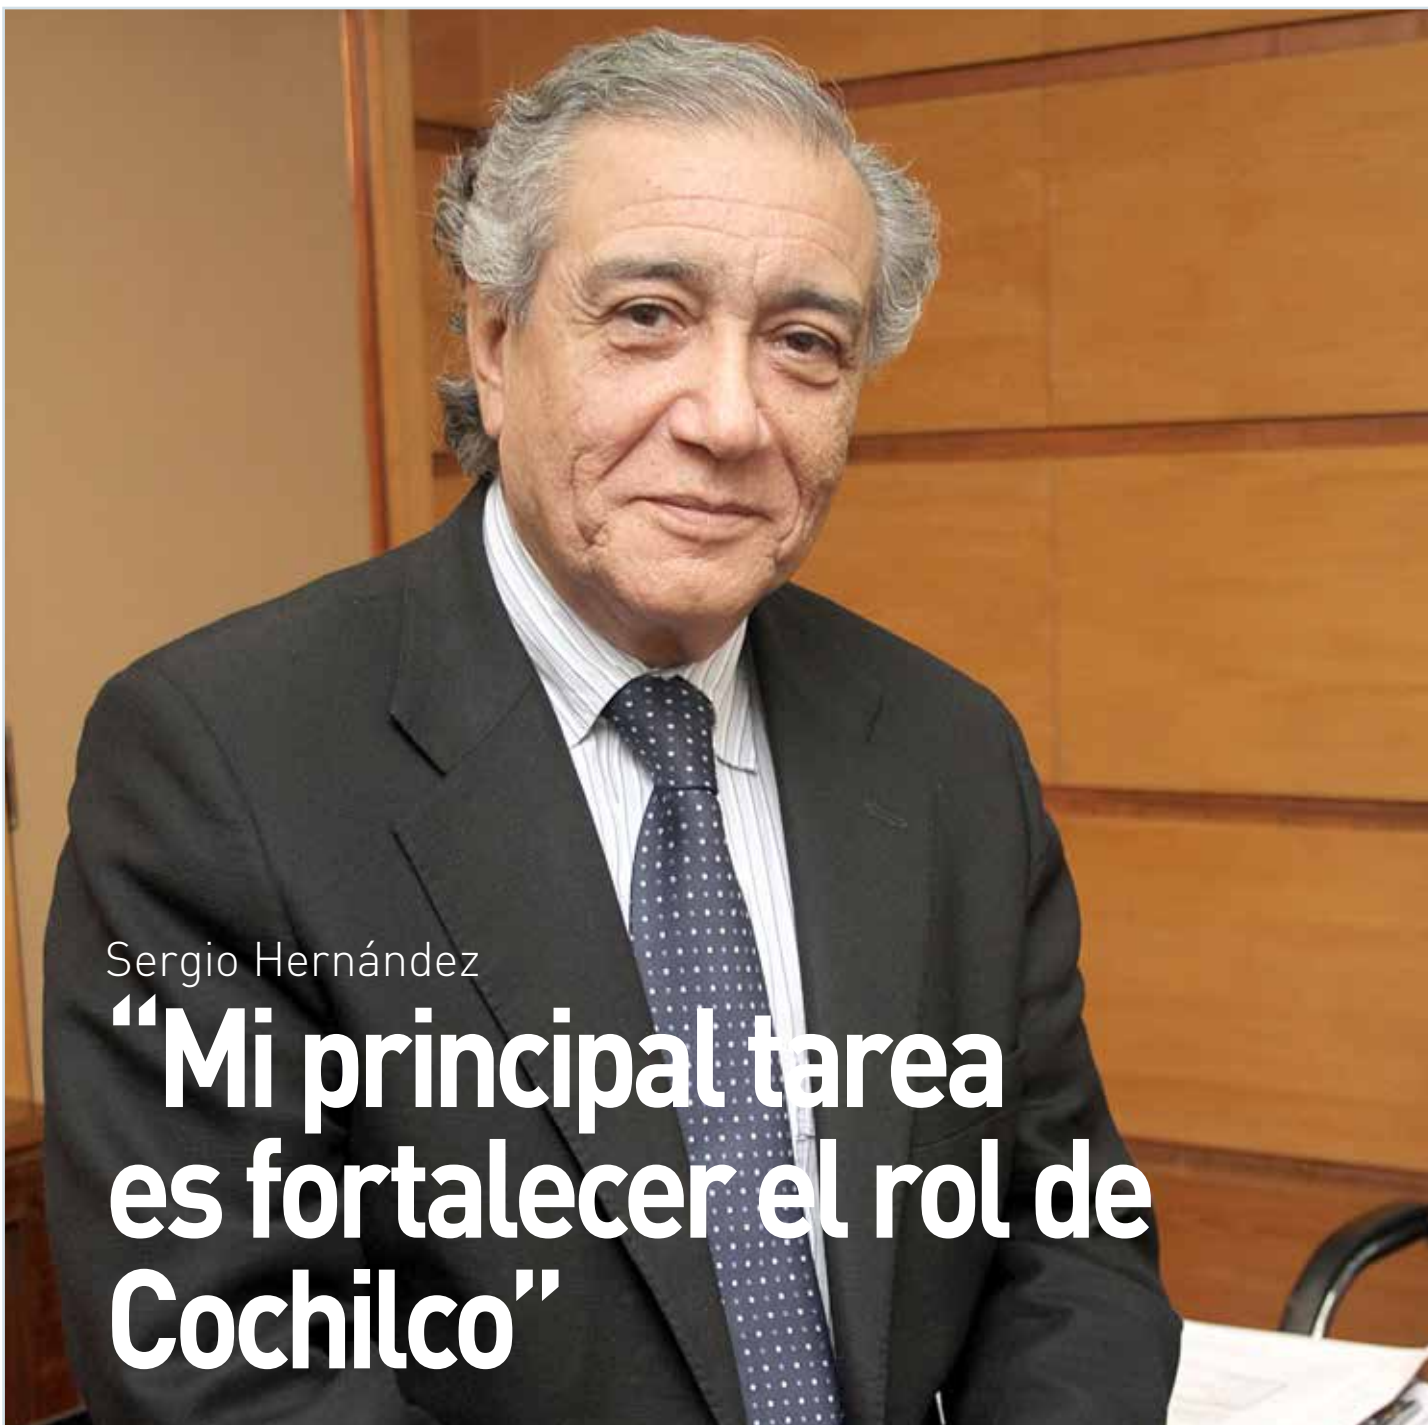 Sergio Hernández
“Mi principal tarea
es fortalecer el rol de
Cochilco”